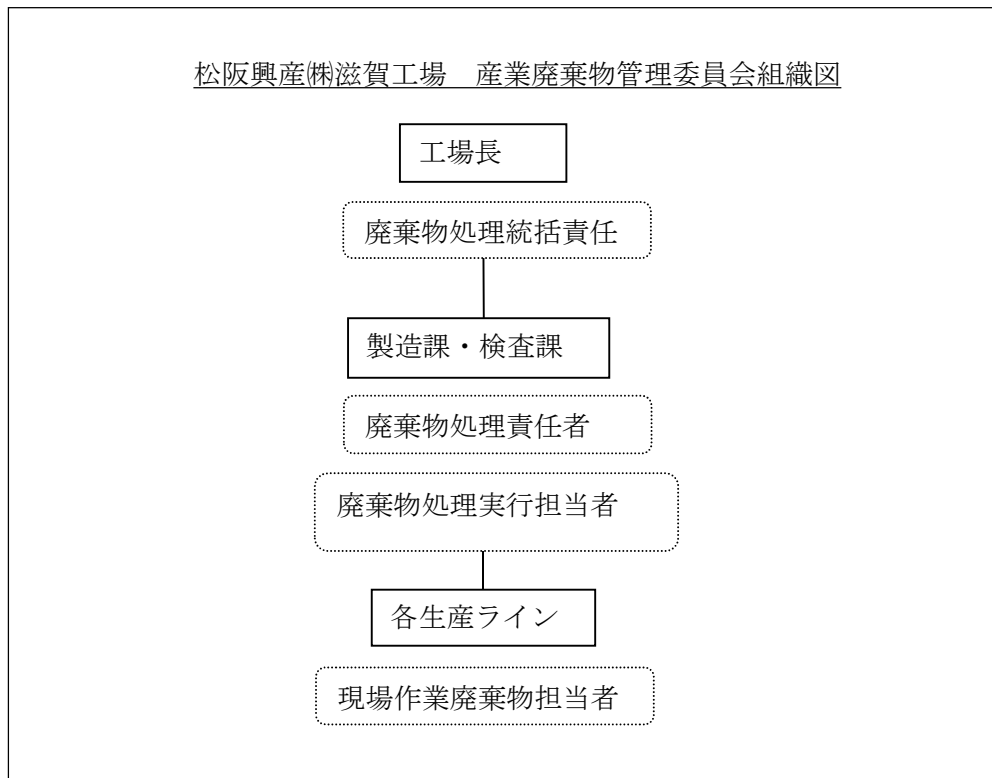 松阪興産㈱滋賀工場　産業廃棄物管理委員会組織図
工場長
廃棄物処理統括責任
製造課・検査課
廃棄物処理責任者
廃棄物処理実行担当者
各生産ライン
現場作業廃棄物担当者